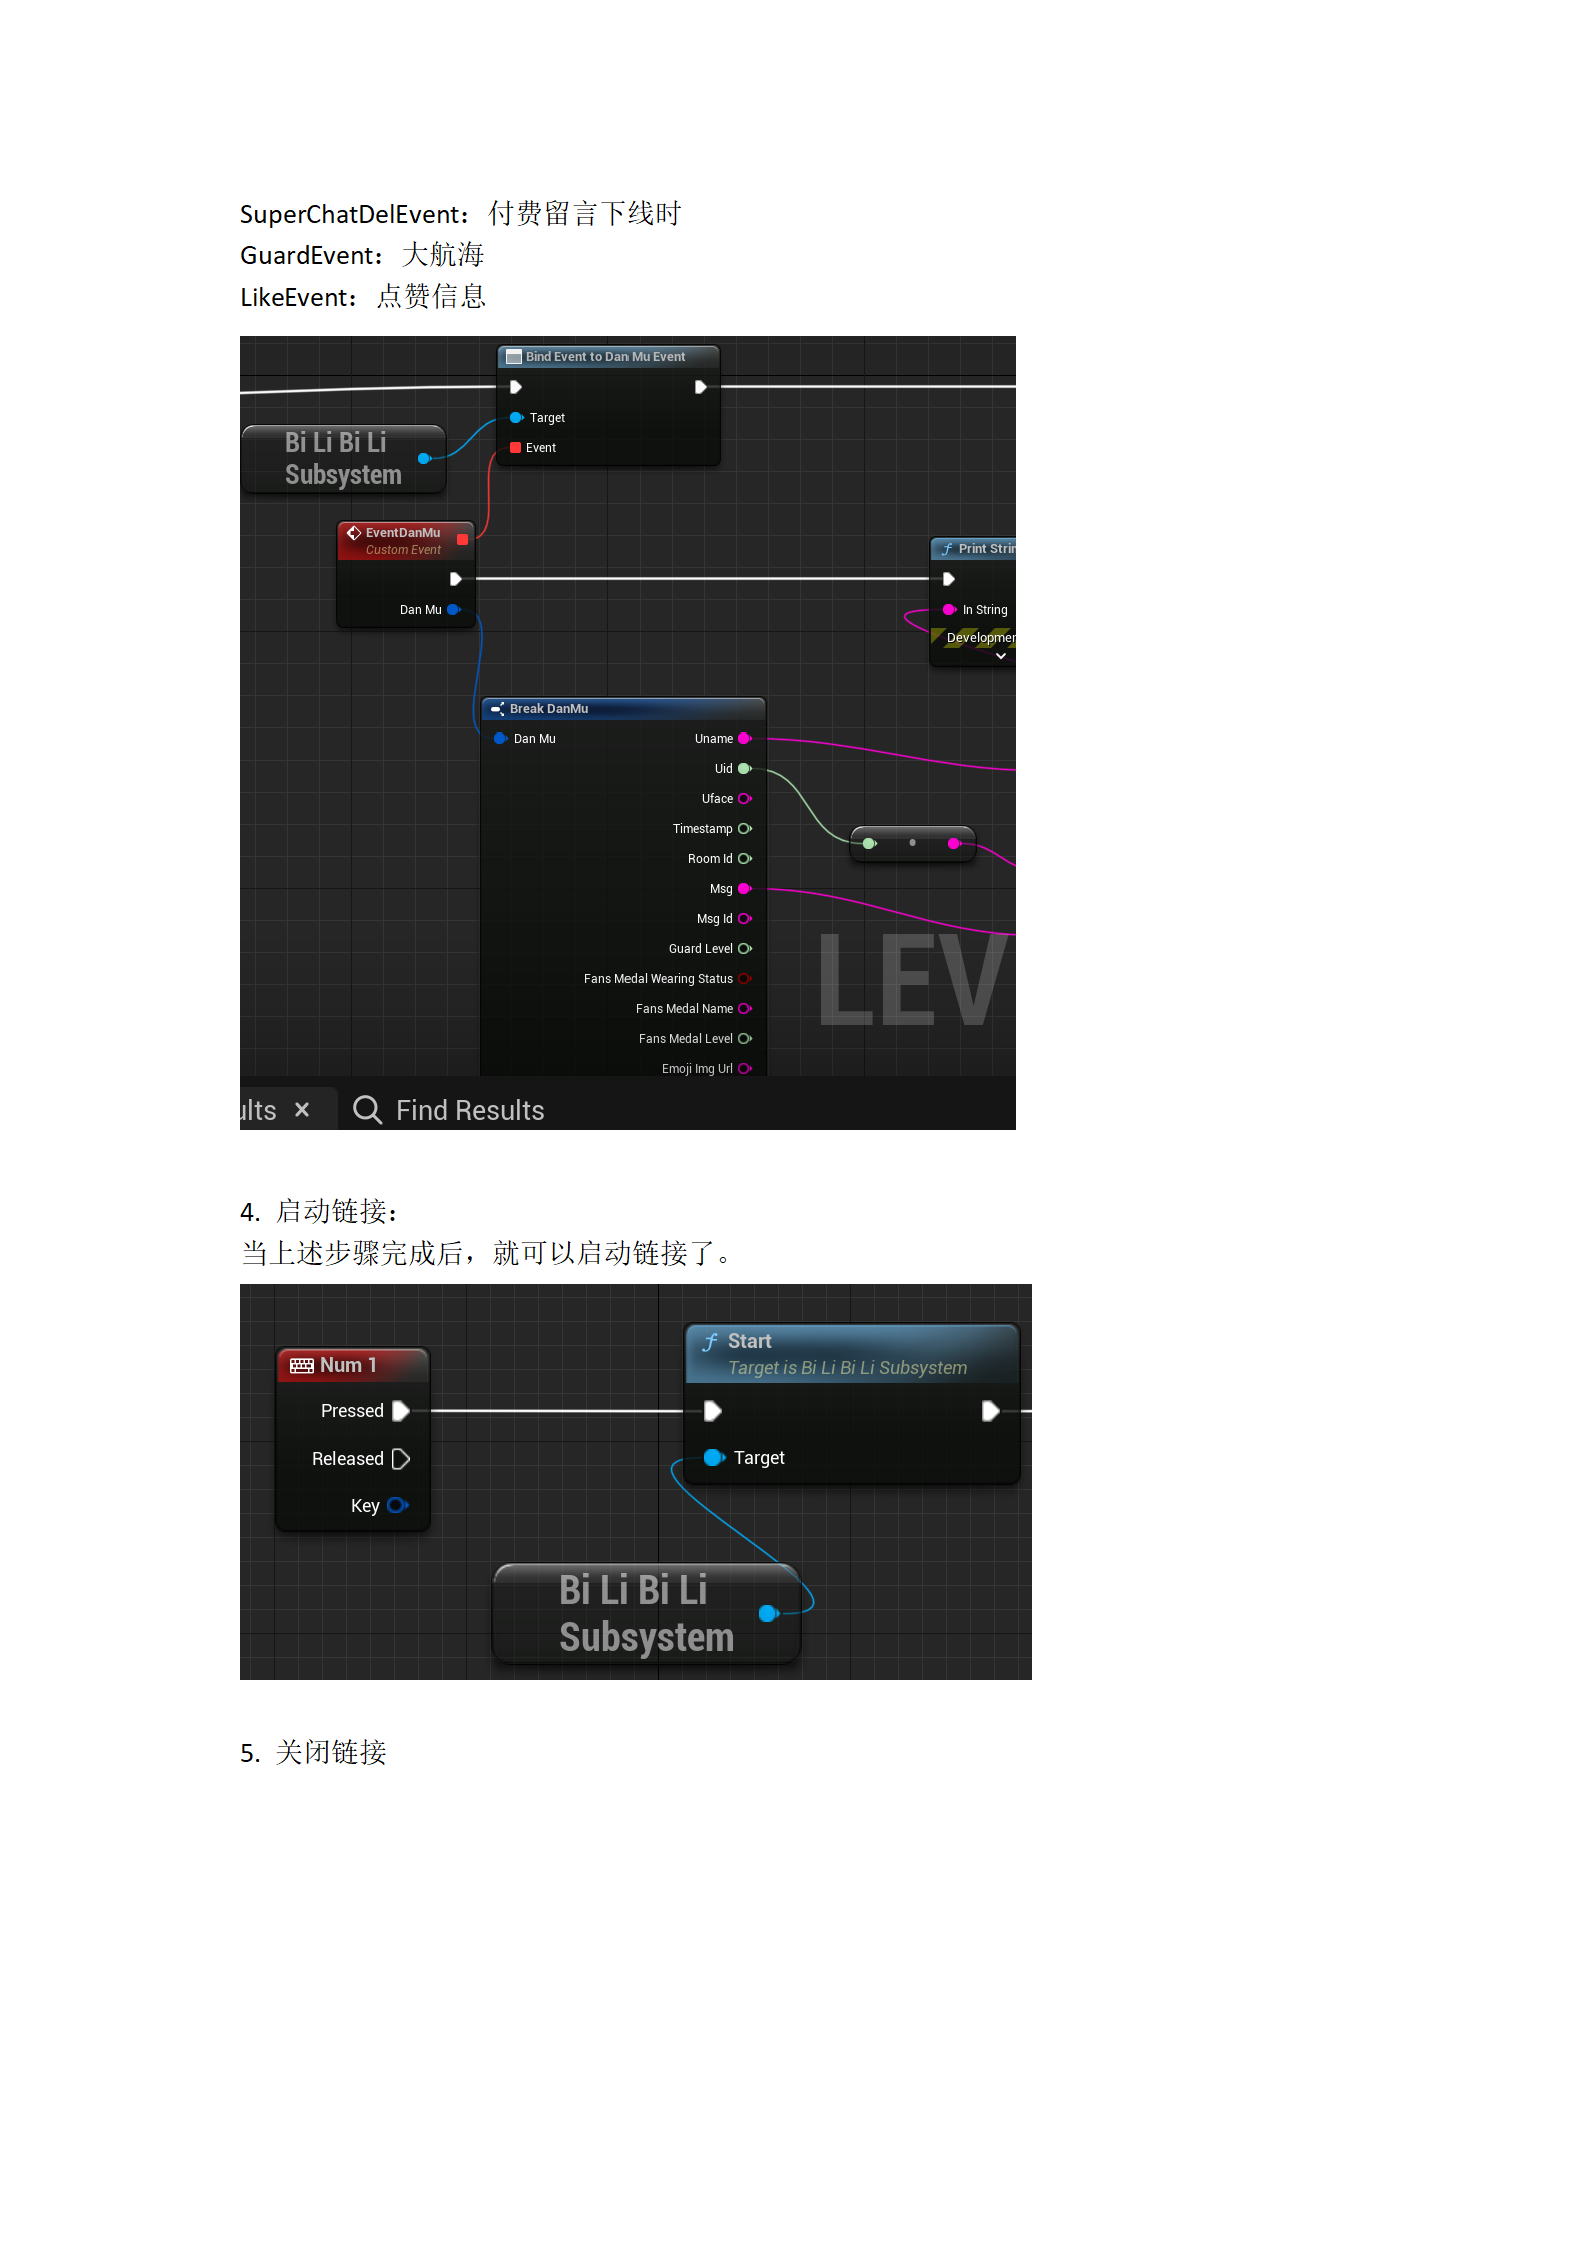 SuperChatDelEvent：付费留言下线时
GuardEvent：大航海
LikeEvent：点赞信息
Bind Event to Dan Mu Event
Target
Event
Bi Li Bi Li
Subsystem
EventDanMu
Custom Event
Dan Mu
Print Strin
In String
Developmen
Break DanMu
Dan Mu
Uname
Uid
Uface
Timestamp
Room Id
Msg
Msg Id
Guard Level
Fans Medal Wearing Status
Fans Medal Name
Fans Medal Level
Emoji Img Url
LEV
ults
Find Results
4. 启动链接：
当上述步骤完成后，就可以启动链接了。
Num 1
Pressed
Released
Key
Start
Target is Bi Li Bi Li Subsystem
Target
Bi Li Bi Li
Subsystem
5. 关闭链接